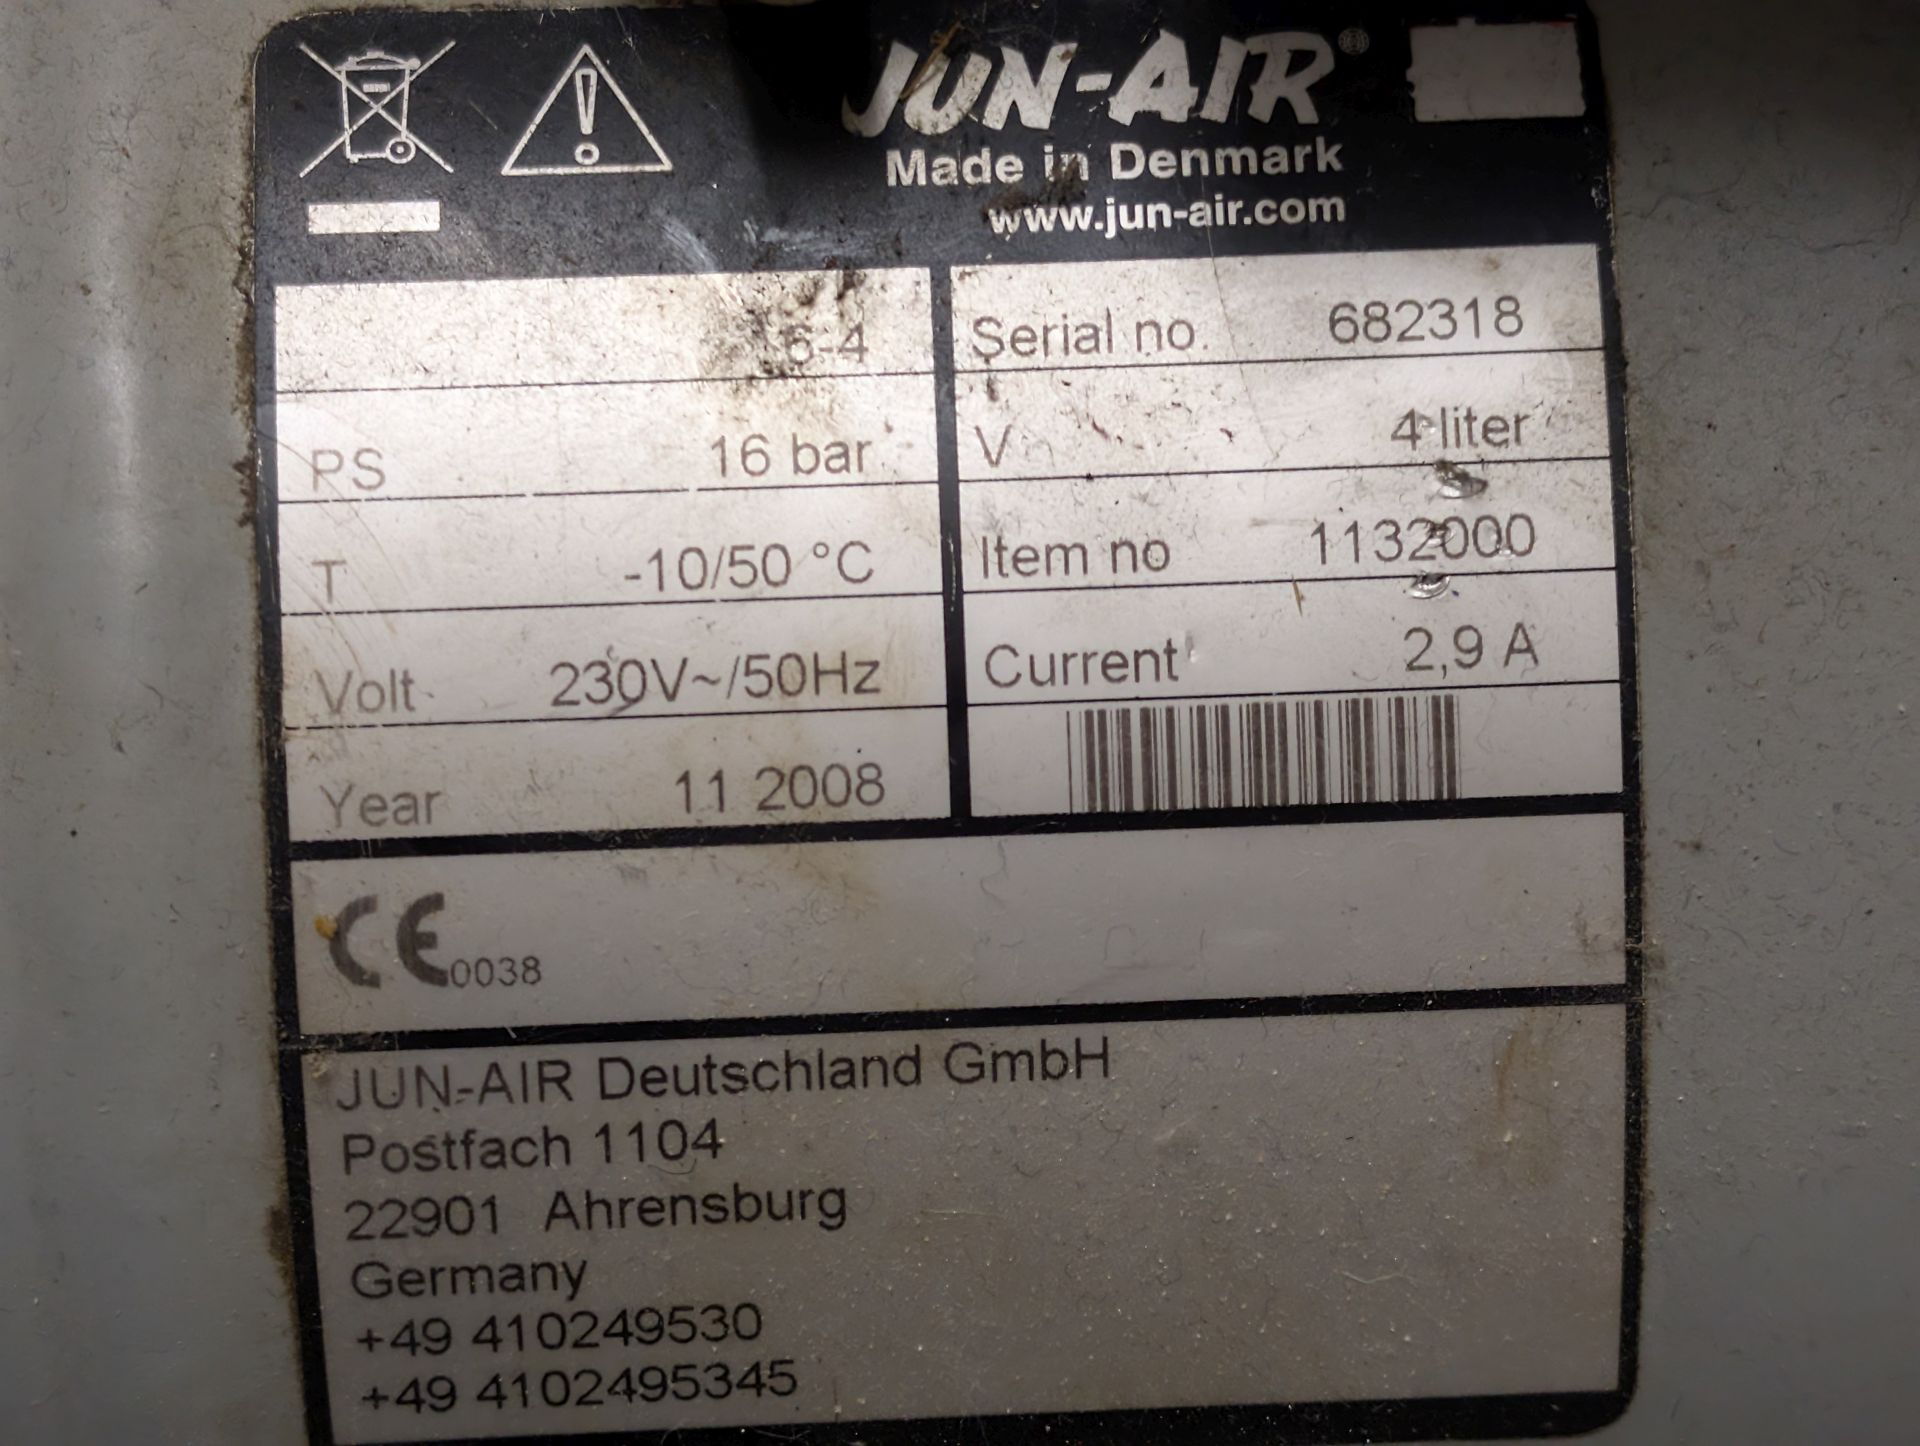 JUN-AIR®
Made in Denmark
www.jun-air.com
6-4
Serial no. 682318
PS 16 bar
V 4 liter
T -10/50 °C
Item no 1132000
Volt 230V~/50Hz
Current 2,9 A
Year 11 2008
CE 0038
JUN-AIR Deutschland GmbH
Postfach 1104
22901 Ahrensburg
Germany
+49 410249530
+49 4102495345